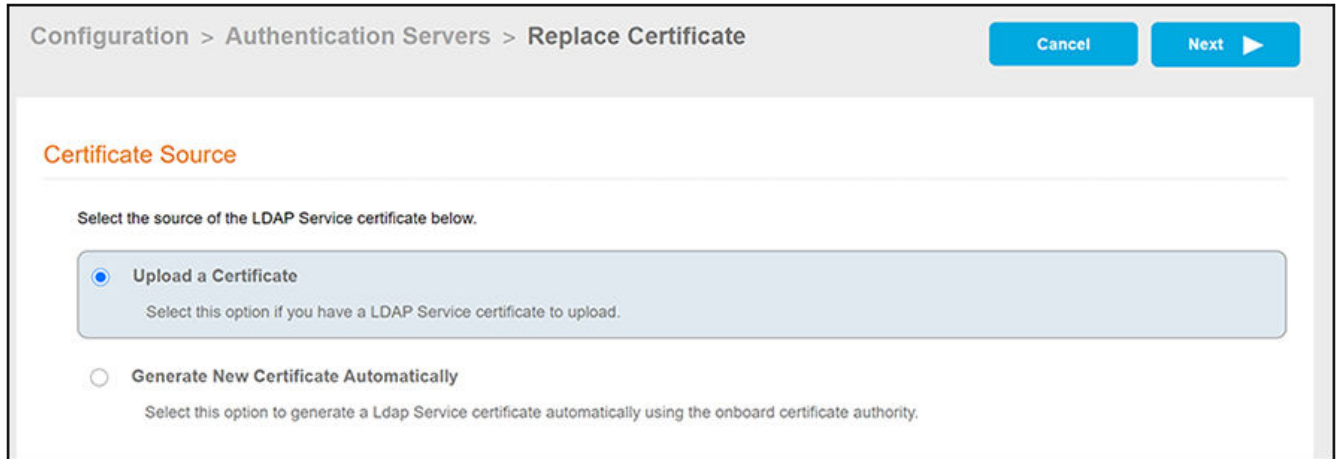 Configuration > Authentication Servers > Replace Certificate
Cancel
Next
Certificate Source
Select the source of the LDAP Service certificate below.
Upload a Certificate
Select this option if you have a LDAP Service certificate to upload.
Generate New Certificate Automatically
Select this option to generate a Ldap Service certificate automatically using the onboard certificate authority.